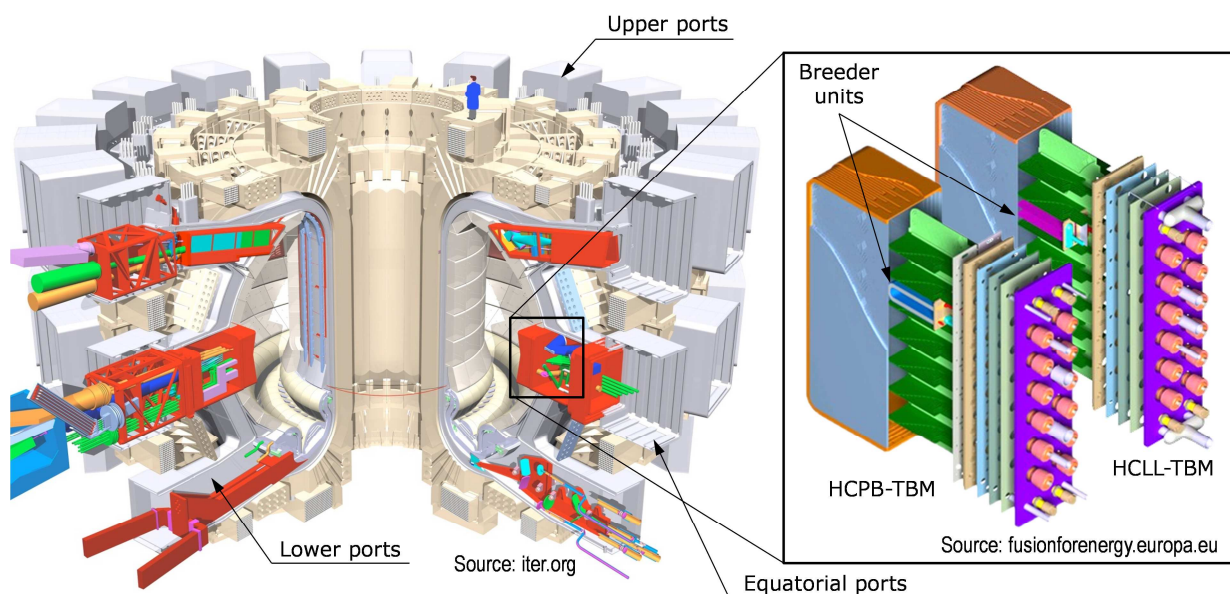 Upper ports
Breeder
units
HCLL-TBM
HCPB-TBM
Source: fusionforenergy.europa.eu
Lower ports
Source: iter.org
Equatorial ports